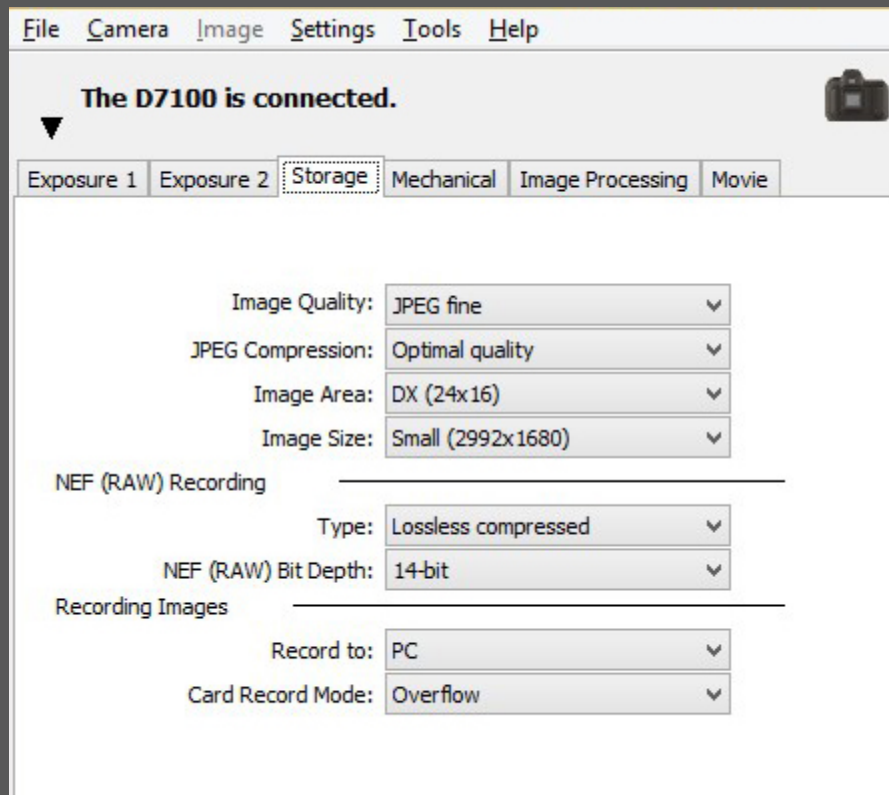 File Camera Image Settings Tools Help
The D7100 is connected.
Exposure 1 Exposure 2 Storage Mechanical Image Processing Movie
Image Quality: JPEG fine
JPEG Compression: Optimal quality
Image Area: DX (24x16)
Image Size: Small (2992x1680)
NEF (RAW) Recording
Type: Lossless compressed
NEF (RAW) Bit Depth: 14-bit
Recording Images
Record to: PC
Card Record Mode: Overflow